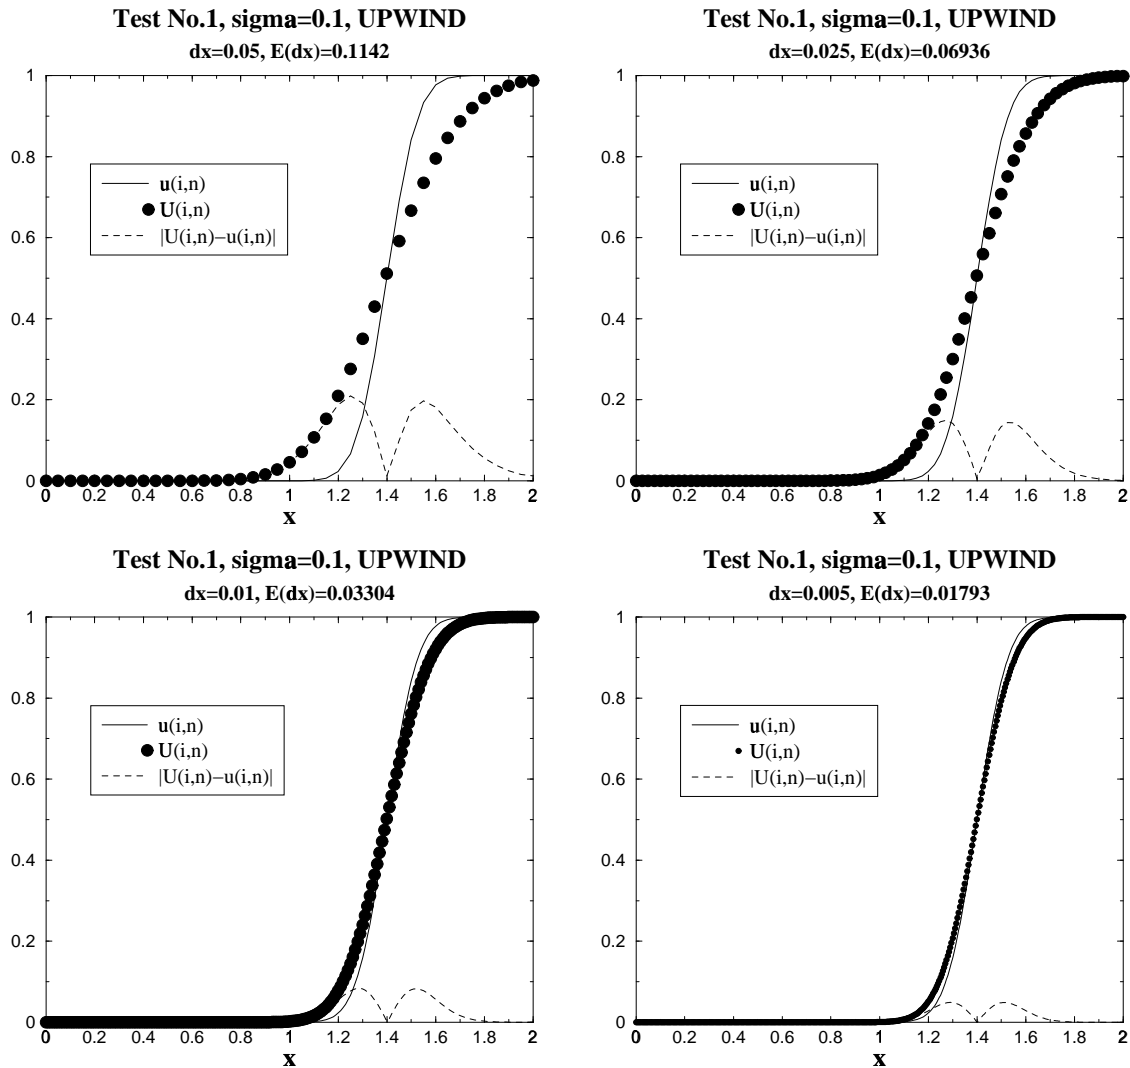 Test No.1, sigma=0.1, UPWIND
dx=0.05, E(dx)=0.1142
1
0.8
0.6
0.4
0.2
0
u(i,n)
U(i,n)
|U(i,n)−u(i,n)|
0 0.2 0.4 0.6 0.8 1 1.2 1.4 1.6 1.8 2
x
Test No.1, sigma=0.1, UPWIND
dx=0.025, E(dx)=0.06936
1
0.8
0.6
0.4
0.2
0
u(i,n)
U(i,n)
|U(i,n)−u(i,n)|
0 0.2 0.4 0.6 0.8 1 1.2 1.4 1.6 1.8 2
x
Test No.1, sigma=0.1, UPWIND
dx=0.01, E(dx)=0.03304
1
0.8
0.6
0.4
0.2
0
u(i,n)
U(i,n)
|U(i,n)−u(i,n)|
0 0.2 0.4 0.6 0.8 1 1.2 1.4 1.6 1.8 2
x
Test No.1, sigma=0.1, UPWIND
dx=0.005, E(dx)=0.01793
1
0.8
0.6
0.4
0.2
0
u(i,n)
U(i,n)
|U(i,n)−u(i,n)|
0 0.2 0.4 0.6 0.8 1 1.2 1.4 1.6 1.8 2
x